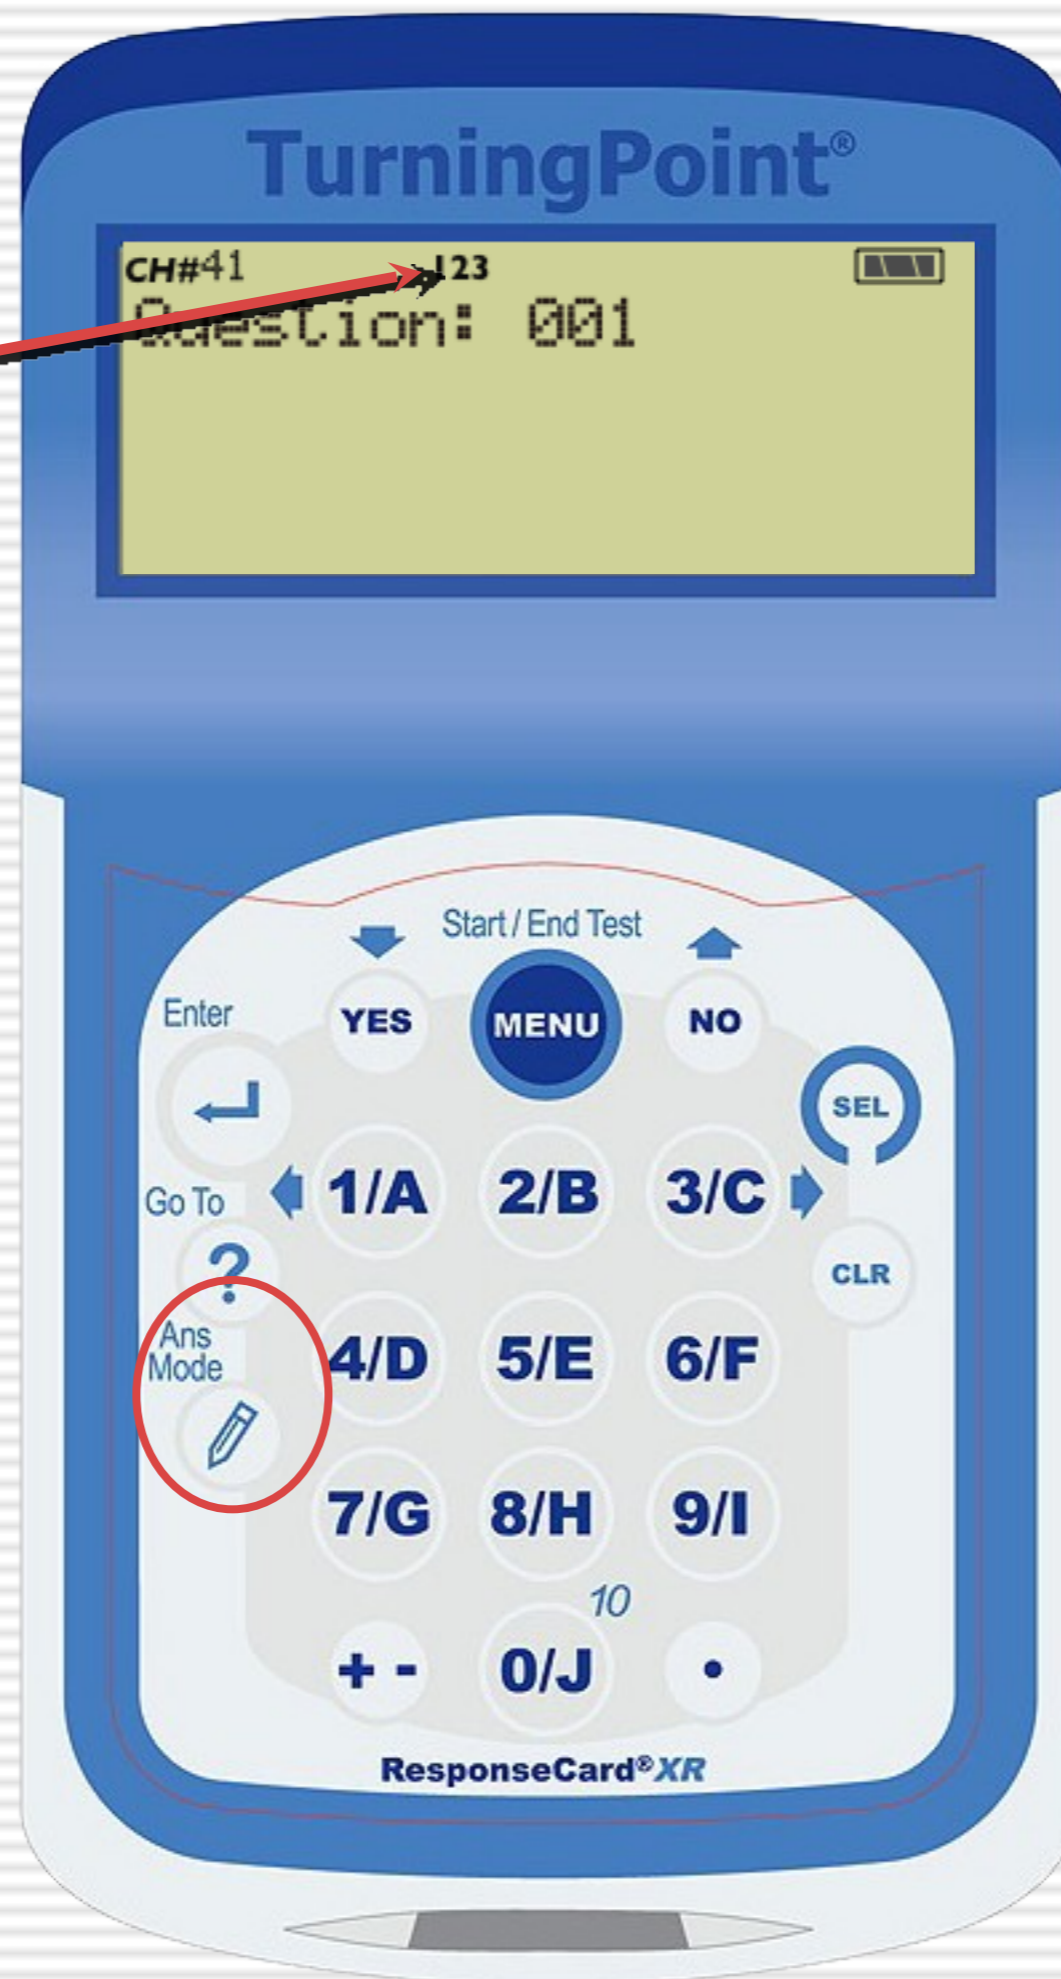 TurningPoint®
CH#41 123
Question: 001
Start / End Test
Enter YES MENU NO
SEL
Go To 1/A 2/B 3/C
? CLR
Ans
Mode 4/D 5/E 6/F
7/G 8/H 9/I
10
+ - 0/J •
ResponseCard®XR